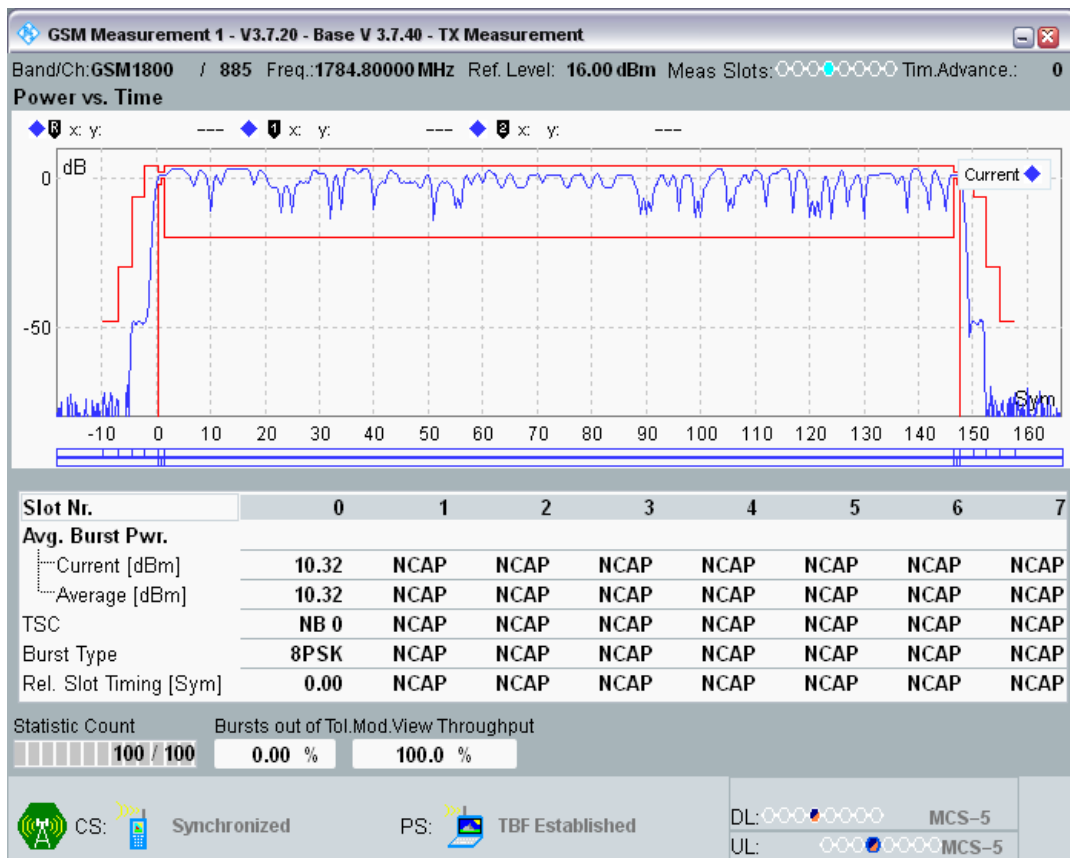 GSM Measurement 1 - V3.7.20 - Base V 3.7.40 - TX Measurement
Band/Ch:GSM1800 / 885 Freq.:1784.80000 MHz Ref. Level: 16.00 dBm Meas Slots: Tim.Advance.: 0
Power vs. Time
R x: y: --- 1 x: y: --- 2 x: y: ---
dB
0
Current
-50
Sym
-10 0 10 20 30 40 50 60 70 80 90 100 110 120 130 140 150 160
Slot Nr. 0 1 2 3 4 5 6 7
Avg. Burst Pwr.
Current [dBm] 10.32 NCAP NCAP NCAP NCAP NCAP NCAP NCAP
Average [dBm] 10.32 NCAP NCAP NCAP NCAP NCAP NCAP NCAP
TSC NB 0 NCAP NCAP NCAP NCAP NCAP NCAP NCAP
Burst Type 8PSK NCAP NCAP NCAP NCAP NCAP NCAP NCAP
Rel. Slot Timing [Sym] 0.00 NCAP NCAP NCAP NCAP NCAP NCAP NCAP
Statistic Count Bursts out of Tol.Mod.View Throughput
100 / 100 0.00 % 100.0 %
CS: Synchronized PS: TBF Established
DL: MCS-5
UL: MCS-5